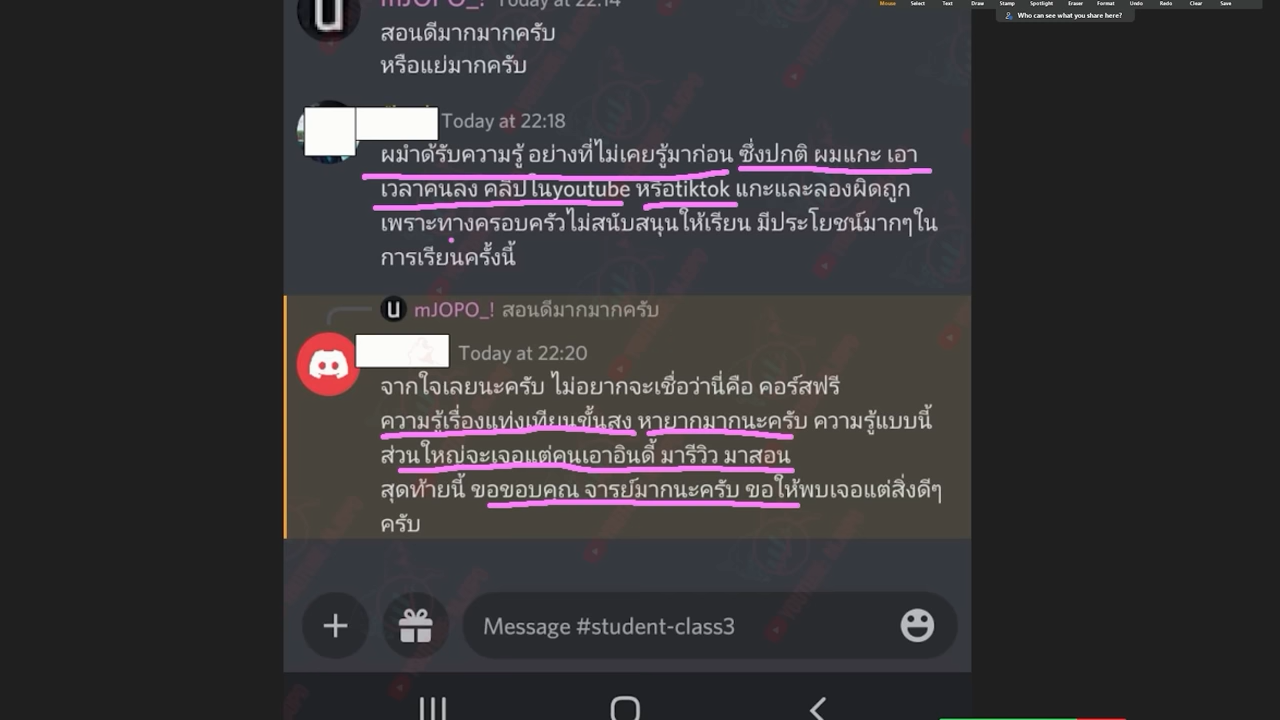 Mouse Select Text Draw Stamp Spotlight Eraser Format Undo Redo Clear Save
Who can see what you share here?
mJOPO_! Today at 22:14
สอนดีมากมากครับ
หรือแย่มากครับ
Today at 22:18
ผมำด้รับความรู้ อย่างที่ไม่เคยรู้มาก่อน ซึ่งปกติ ผมแกะ เอา
เวลาคนลง คลิปในyoutube หรือtiktok แกะและลองผิดถูก
เพราะทางครอบครัวไม่สนับสนุนให้เรียน มีประโยชน์มากๆใน
การเรียนครั้งนี้
mJOPO_! สอนดีมากมากครับ
Today at 22:20
จากใจเลยนะครับ ไม่อยากจะเชื่อว่านี่คือ คอร์สฟรี
ความรู้เรื่องแท่งเทียนขั้นสูง หายากมากนะครับ ความรู้แบบนี้
ส่วนใหญ่จะเจอแต่คนเอาอินดี้ มารีวิว มาสอน
สุดท้ายนี้ ขอขอบคุณ จารย์มากนะครับ ขอให้พบเจอแต่สิ่งดีๆ
ครับ
Message #student-class3